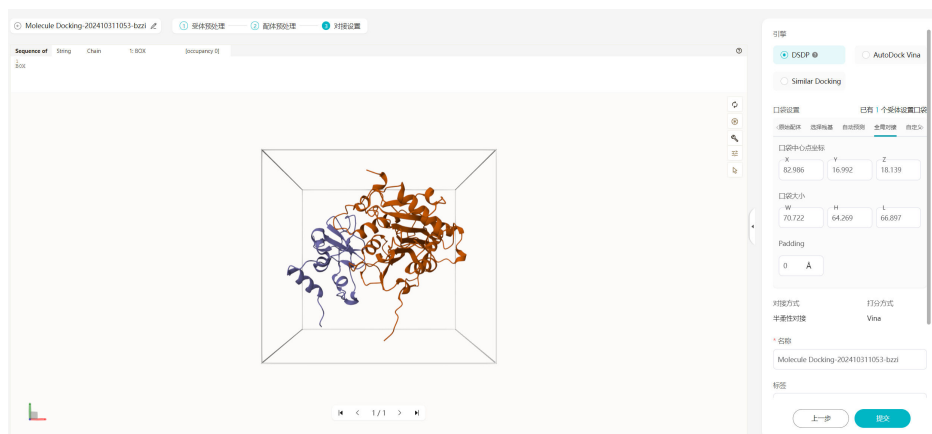 Molecule Docking-202410311053-bzzi
1 受体预处理
2 配体预处理
3 对接设置
Sequence of String Chain 1: BOX [occupancy 0]
1
BOX
1 / 1
引擎
DSDP
AutoDock Vina
Similar Docking
口袋设置 已有 1 个受体设置口袋
原始配体 选择残基 自动预测 全局对接 自定义
口袋中心点坐标
X Y Z
82.986 16.992 18.139
口袋大小
W H L
70.722 64.269 66.897
Padding
0 Å
对接方式 打分方式
半柔性对接 Vina
* 名称
Molecule Docking-202410311053-bzzi
标签
上一步 提交